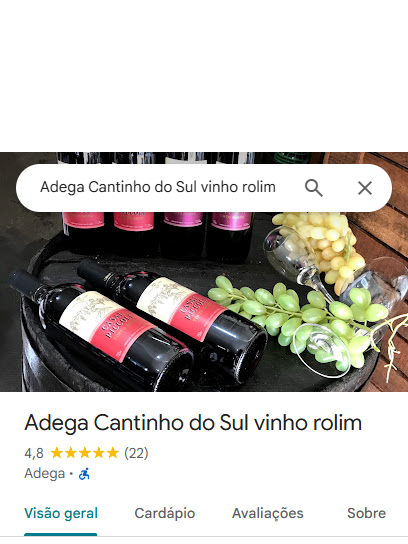 Adega Cantinho do Sul vinho rolim
Adega Cantinho do Sul vinho rolim
4,8 (22)
Adega ·
Visão geral Cardápio Avaliações Sobre